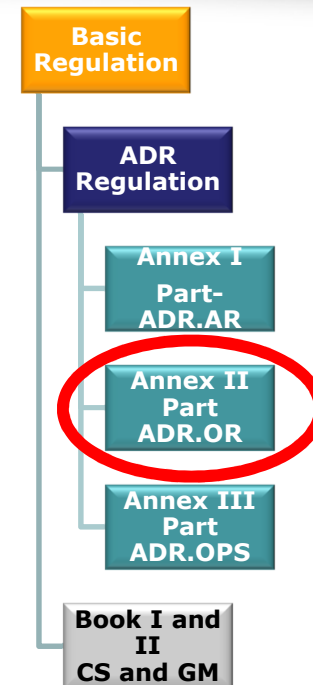 Basic
Regulation
ADR
Regulation
Annex I
Part-
ADR.AR
Annex II
Part
ADR.OR
Annex III
Part
ADR.OPS
Book I and
II
CS and GM